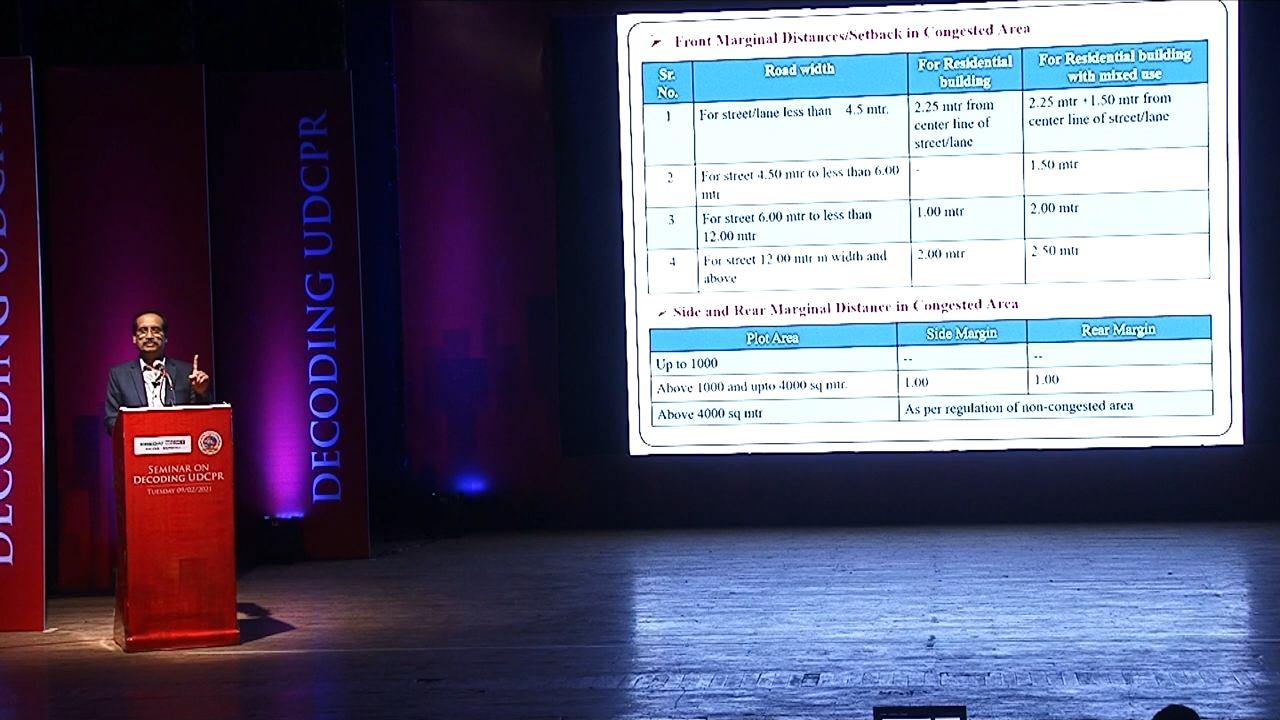 ➢ Front Marginal Distances/Setback in Congested Area
Sr. No. Road width For Residential building For Residential building with mixed use
1 For street/lane less than 4.5 mtr. 2.25 mtr from center line of street/lane 2.25 mtr +1.50 mtr from center line of street/lane
2 For street 4.50 mtr to less than 6.00 mtr - 1.50 mtr
3 For street 6.00 mtr to less than 12.00 mtr 1.00 mtr 2.00 mtr
4 For street 12.00 mtr in width and above 2.00 mtr 2.50 mtr
➢ Side and Rear Marginal Distance in Congested Area
Plot Area Side Margin Rear Margin
Up to 1000 -- --
Above 1000 and upto 4000 sq mtr. 1.00 1.00
Above 4000 sq mtr As per regulation of non-congested area
DECODING UDCPR
DECODING UDCPR
SEMINAR ON
DECODING UDCPR
TUESDAY 09/02/2021